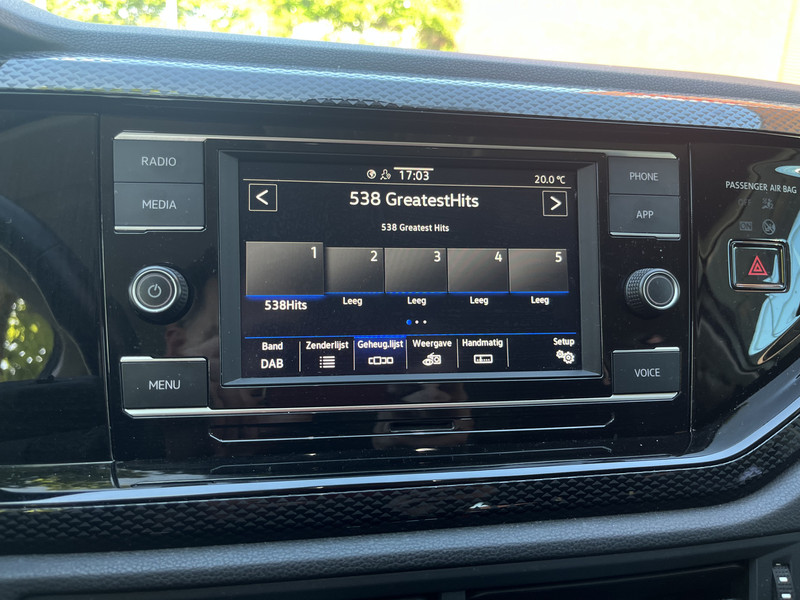 RADIO
MEDIA
MENU
17:03
20.0 °C
<
538 GreatestHits
>
538 Greatest Hits
1
2
3
4
5
538Hits
Leeg
Leeg
Leeg
Leeg
Band
DAB
Zenderlijst
Geheug.lijst
Weergave
Handmatig
Setup
PHONE
APP
VOICE
PASSENGER AIR BAG